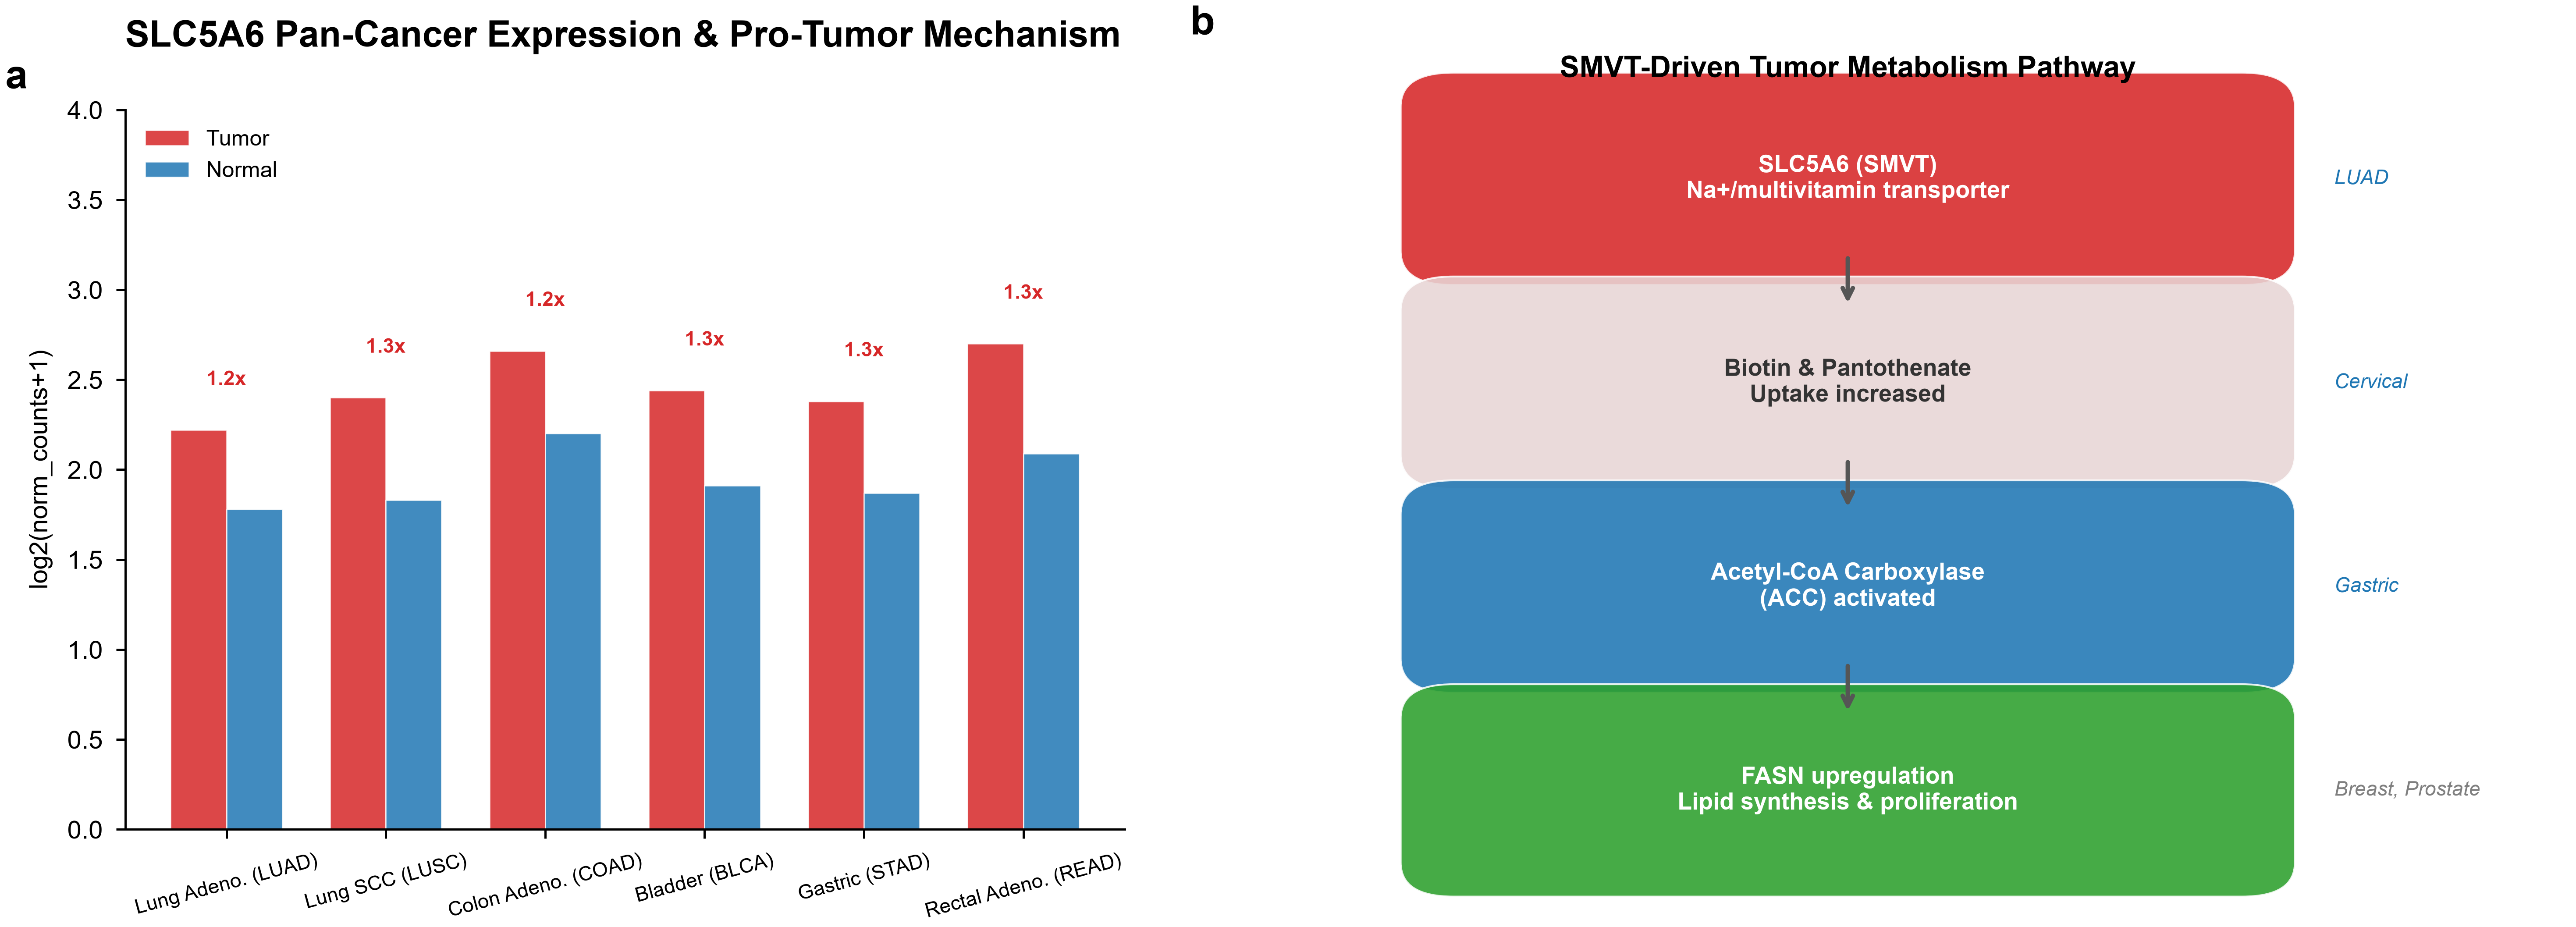 SLC5A6 Pan-Cancer Expression & Pro-Tumor Mechanism
a
log2(norm_counts+1)
4.0
3.5
3.0
2.5
2.0
1.5
1.0
0.5
0.0
Tumor
Normal
1.2x
1.3x
1.2x
1.3x
1.3x
1.3x
Lung Adeno. (LUAD)
Lung SCC (LUSC)
Colon Adeno. (COAD)
Bladder (BLCA)
Gastric (STAD)
Rectal Adeno. (READ)
b
SMVT-Driven Tumor Metabolism Pathway
SLC5A6 (SMVT)
Na+/multivitamin transporter
LUAD
Biotin & Pantothenate
Uptake increased
Cervical
Acetyl-CoA Carboxylase
(ACC) activated
Gastric
FASN upregulation
Lipid synthesis & proliferation
Breast, Prostate